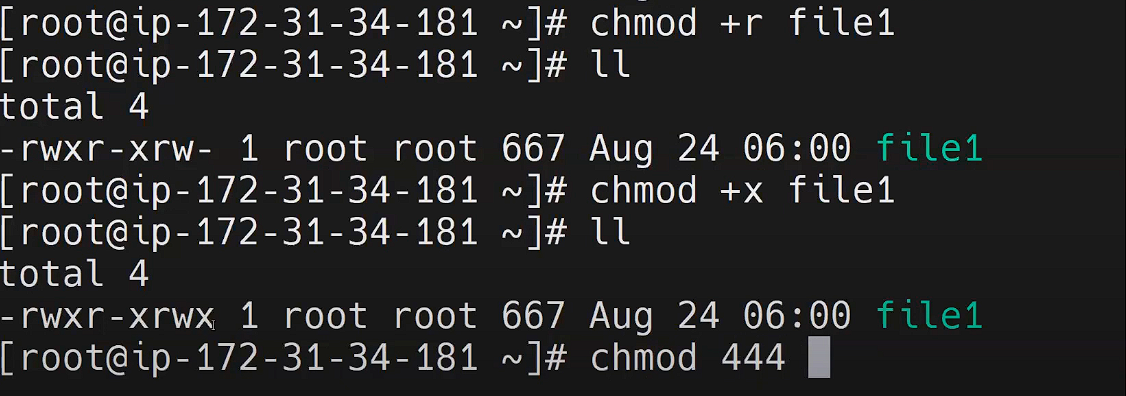 [root@ip-172-31-34-181 ~]# chmod +r file1
[root@ip-172-31-34-181 ~]# ll
total 4
-rwxr-xrw- 1 root root 667 Aug 24 06:00 file1
[root@ip-172-31-34-181 ~]# chmod +x file1
[root@ip-172-31-34-181 ~]# ll
total 4
-rwxr-xrwx 1 root root 667 Aug 24 06:00 file1
[root@ip-172-31-34-181 ~]# chmod 444